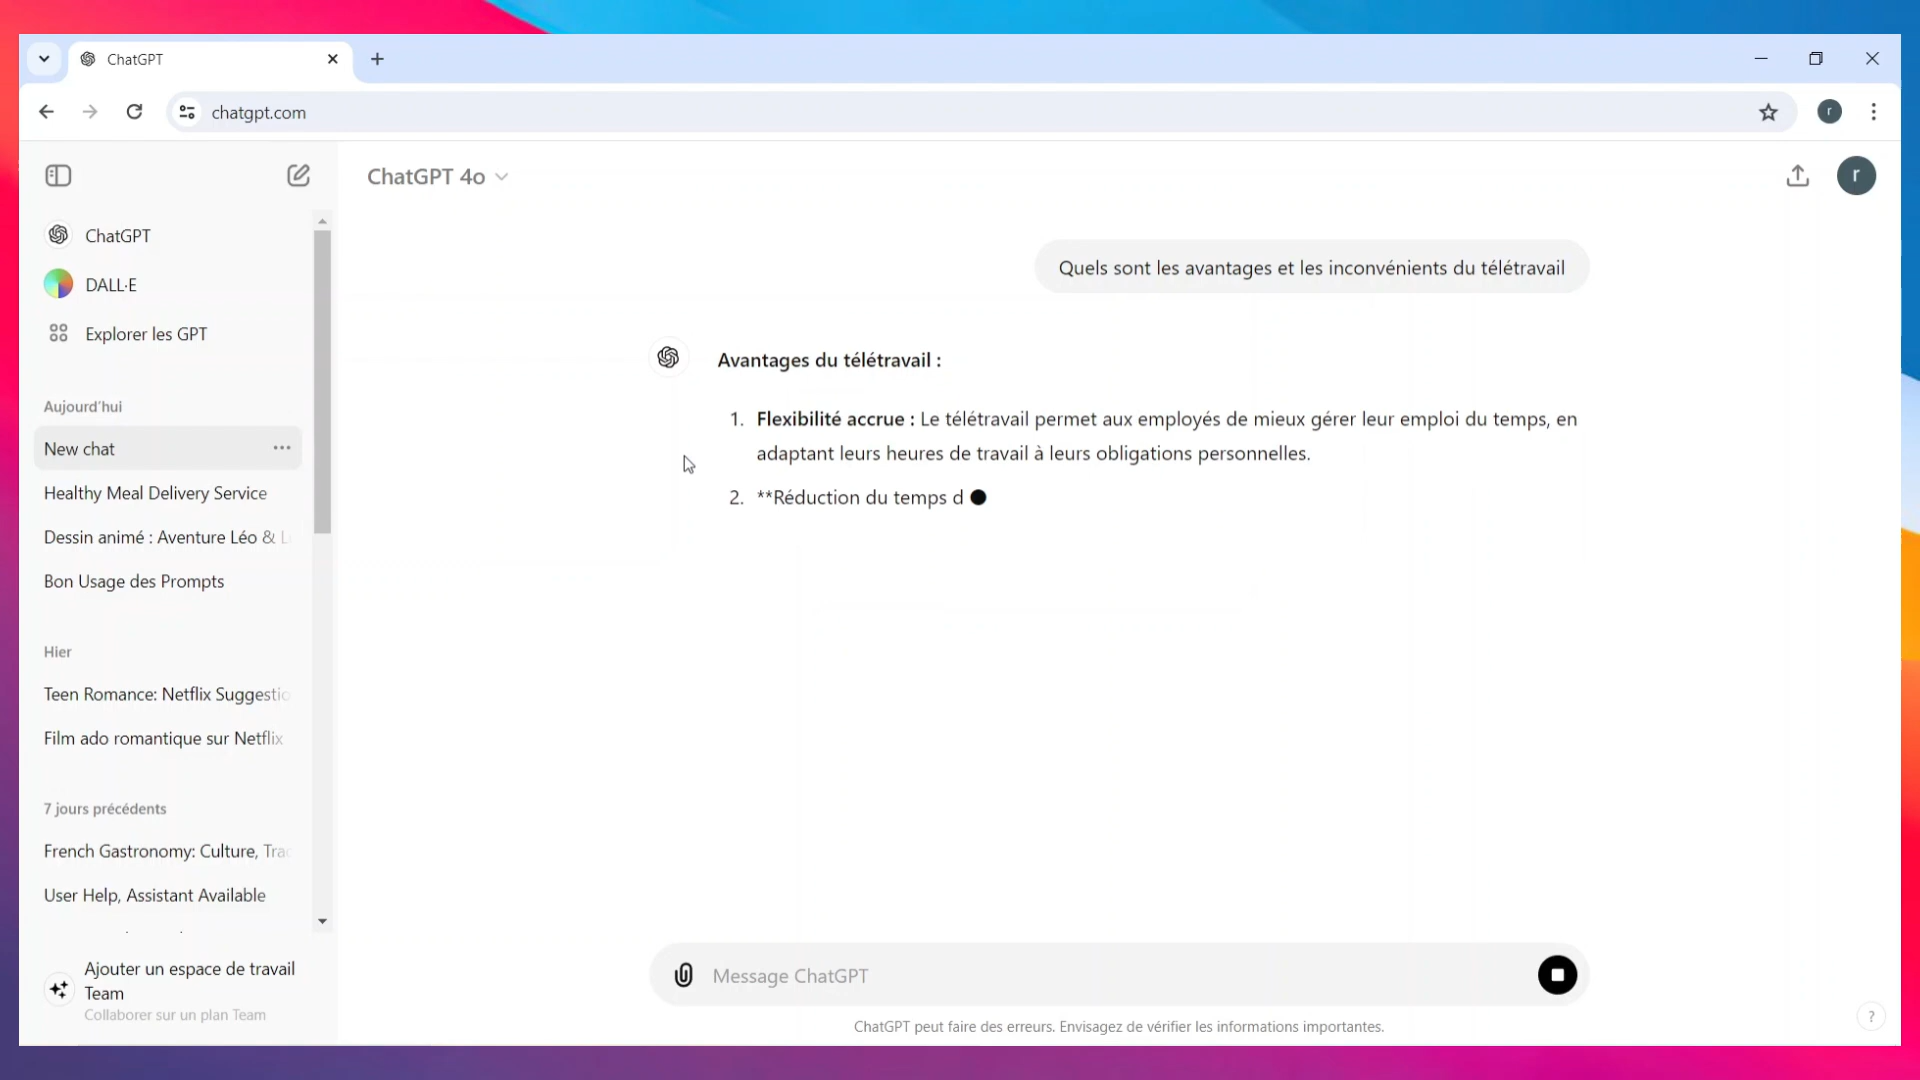 ChatGPT
chatgpt.com
r
ChatGPT 4o
r
ChatGPT
DALL·E
Explorer les GPT
Aujourd'hui
New chat
Healthy Meal Delivery Service
Dessin animé : Aventure Léo & L
Bon Usage des Prompts
Hier
Teen Romance: Netflix Suggestio
Film ado romantique sur Netflix
7 jours précédents
French Gastronomy: Culture, Trad
User Help, Assistant Available
Ajouter un espace de travail
Team
Collaborer sur un plan Team
Quels sont les avantages et les inconvénients du télétravail
Avantages du télétravail :
1. Flexibilité accrue : Le télétravail permet aux employés de mieux gérer leur emploi du temps, en
adaptant leurs heures de travail à leurs obligations personnelles.
2. **Réduction du temps d
Message ChatGPT
ChatGPT peut faire des erreurs. Envisagez de vérifier les informations importantes.
?